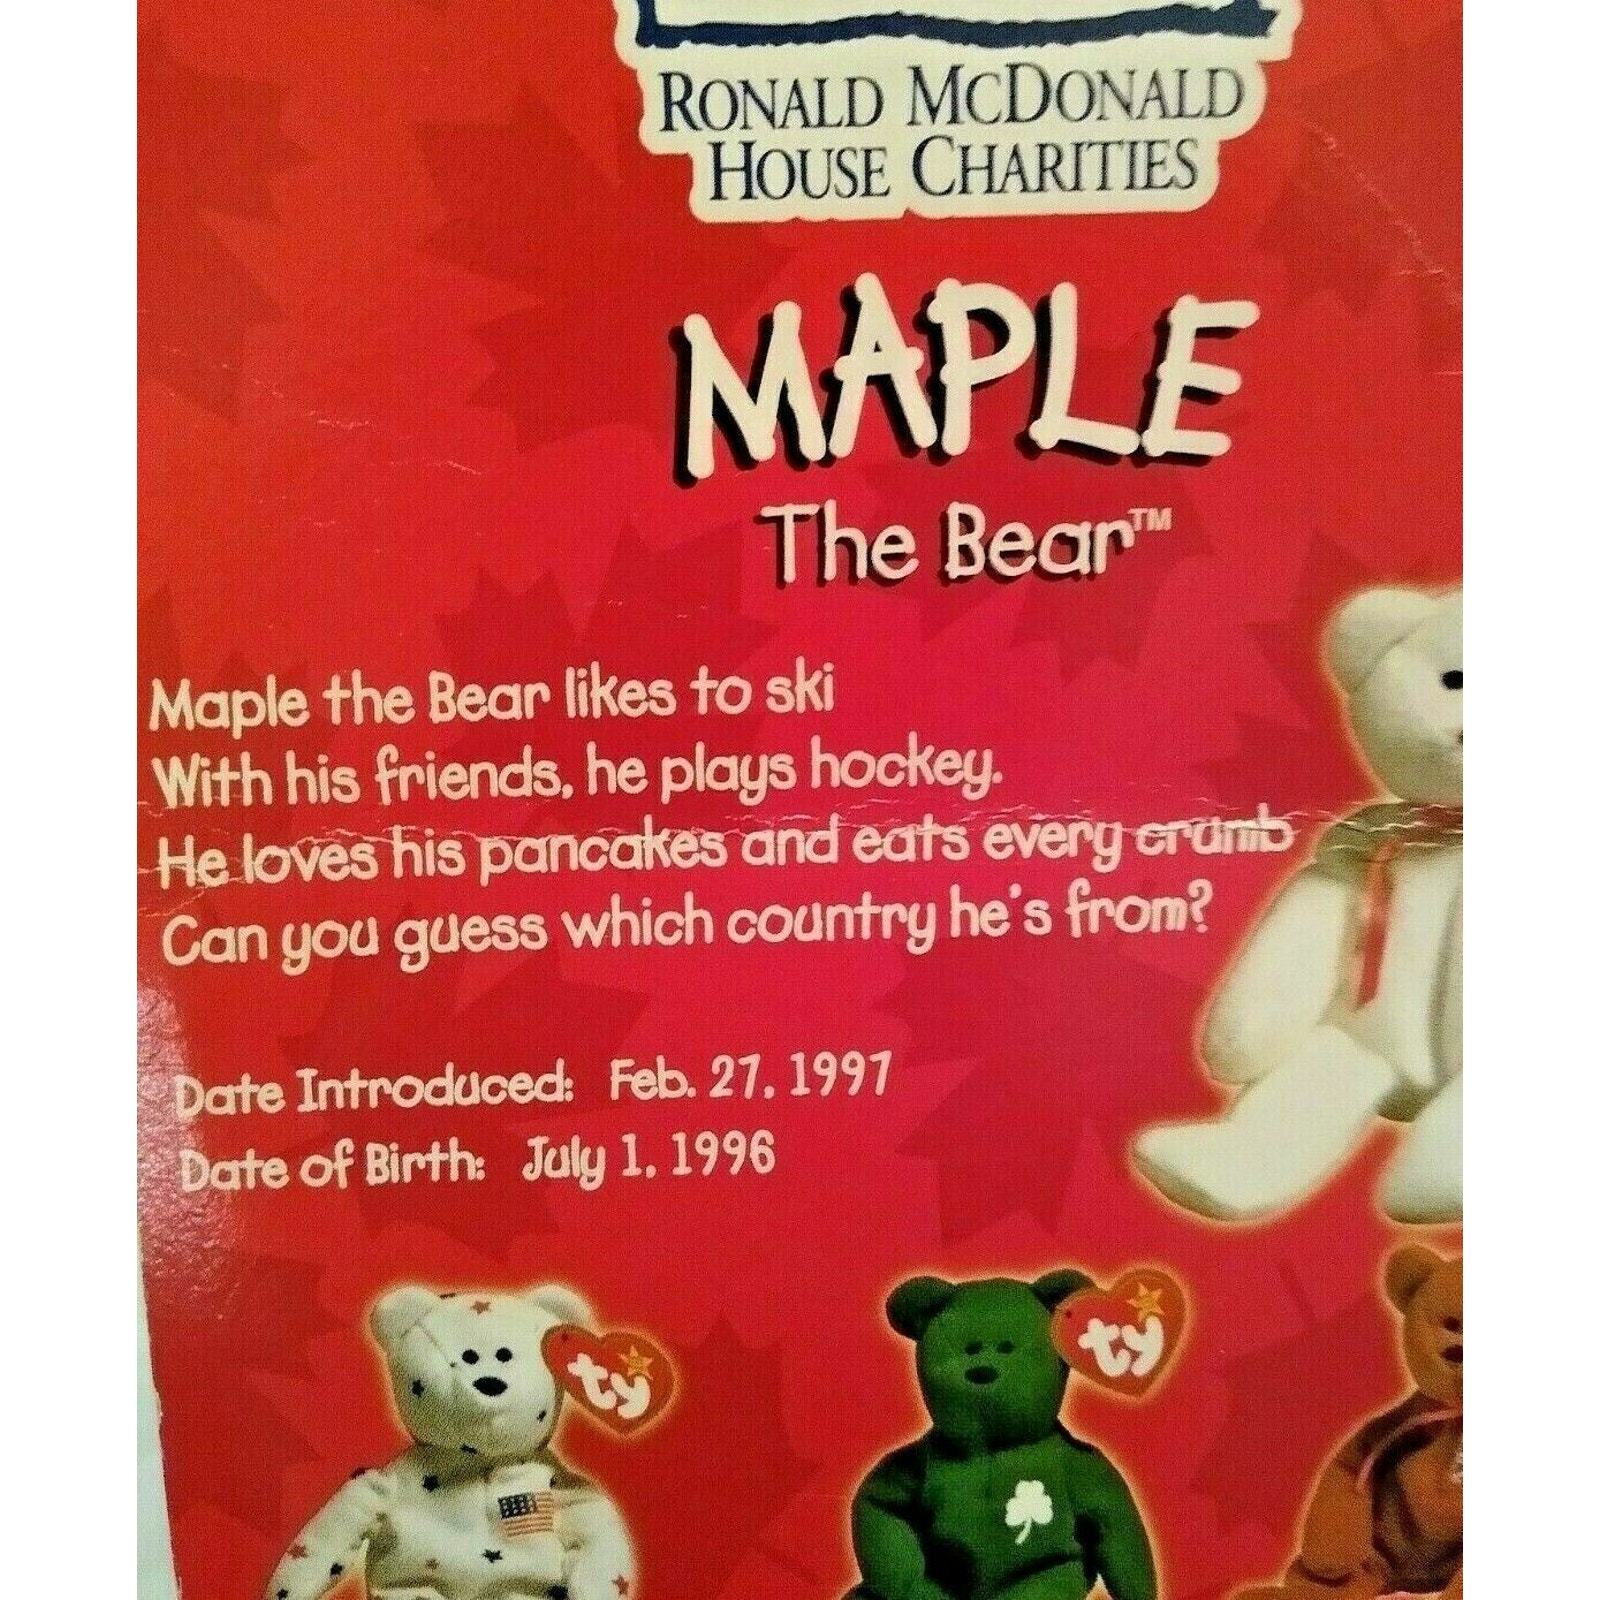 RONALD MCDONALD
HOUSE CHARITIES
MAPLE
The Bear™
Maple the Bear likes to ski
With his friends, he plays hockey.
He loves his pancakes and eats every crumb
Can you guess which country he's from?
Date Introduced: Feb. 27, 1997
Date of Birth: July 1, 1996
ty
ty